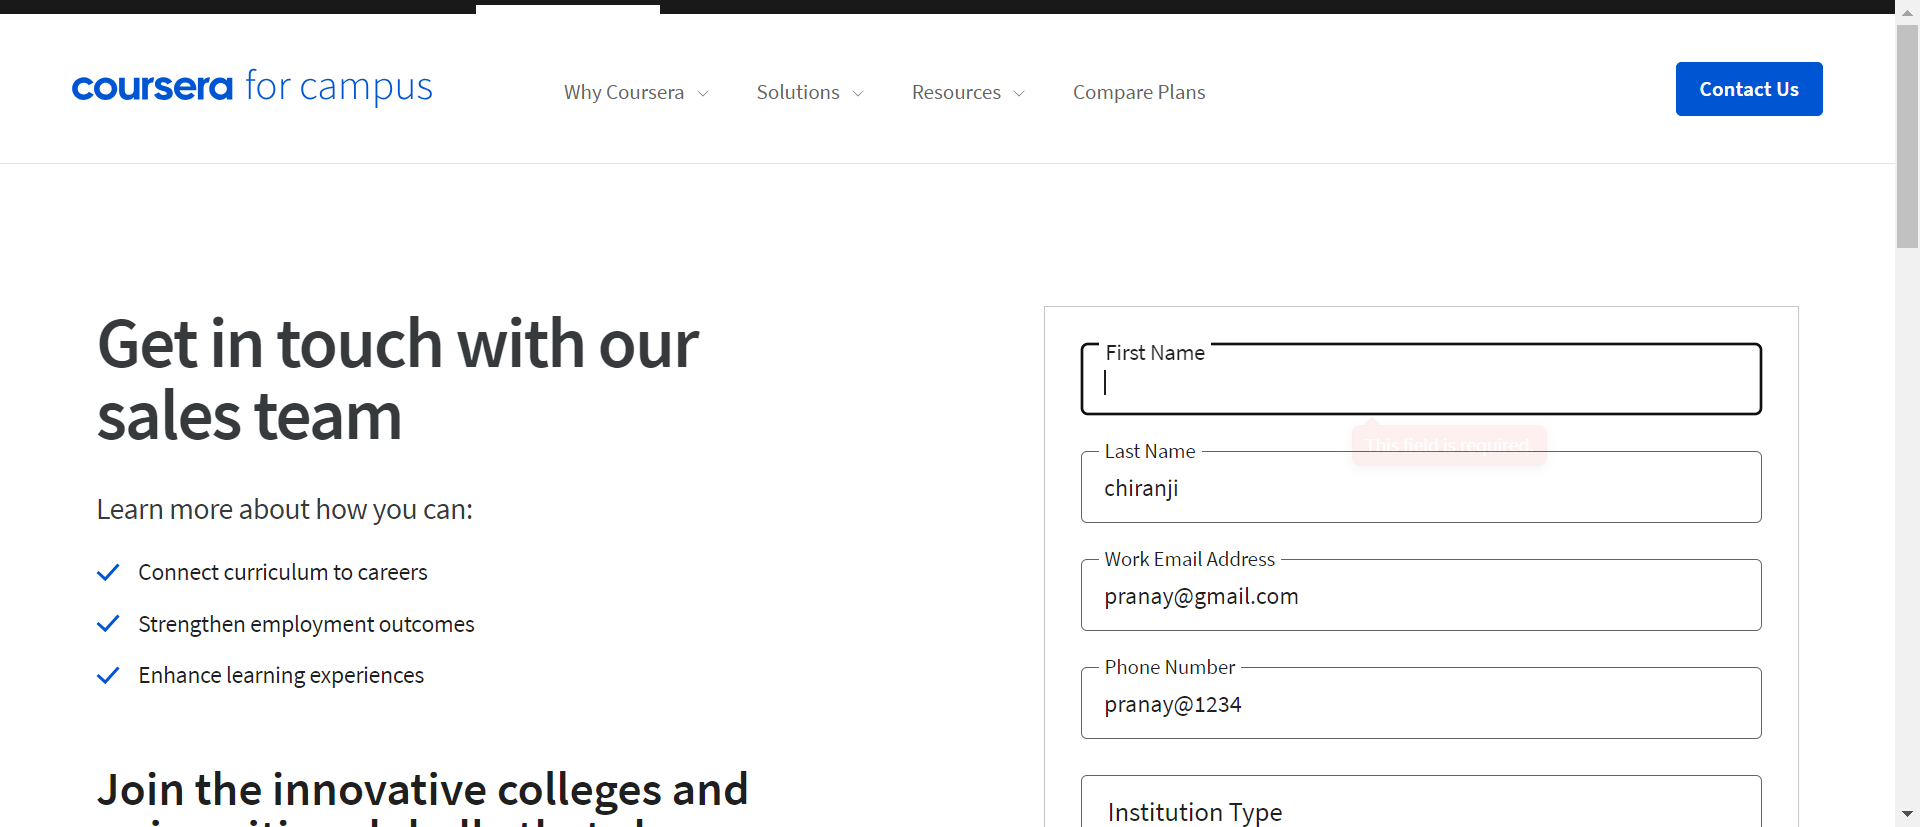 coursera for campus
Why Coursera
Solutions
Resources
Compare Plans
Contact Us
Get in touch with our
sales team
Learn more about how you can:
Connect curriculum to careers
Strengthen employment outcomes
Enhance learning experiences
Join the innovative colleges and
First Name
This field is required.
Last Name
chiranji
Work Email Address
pranay@gmail.com
Phone Number
pranay@1234
Institution Type